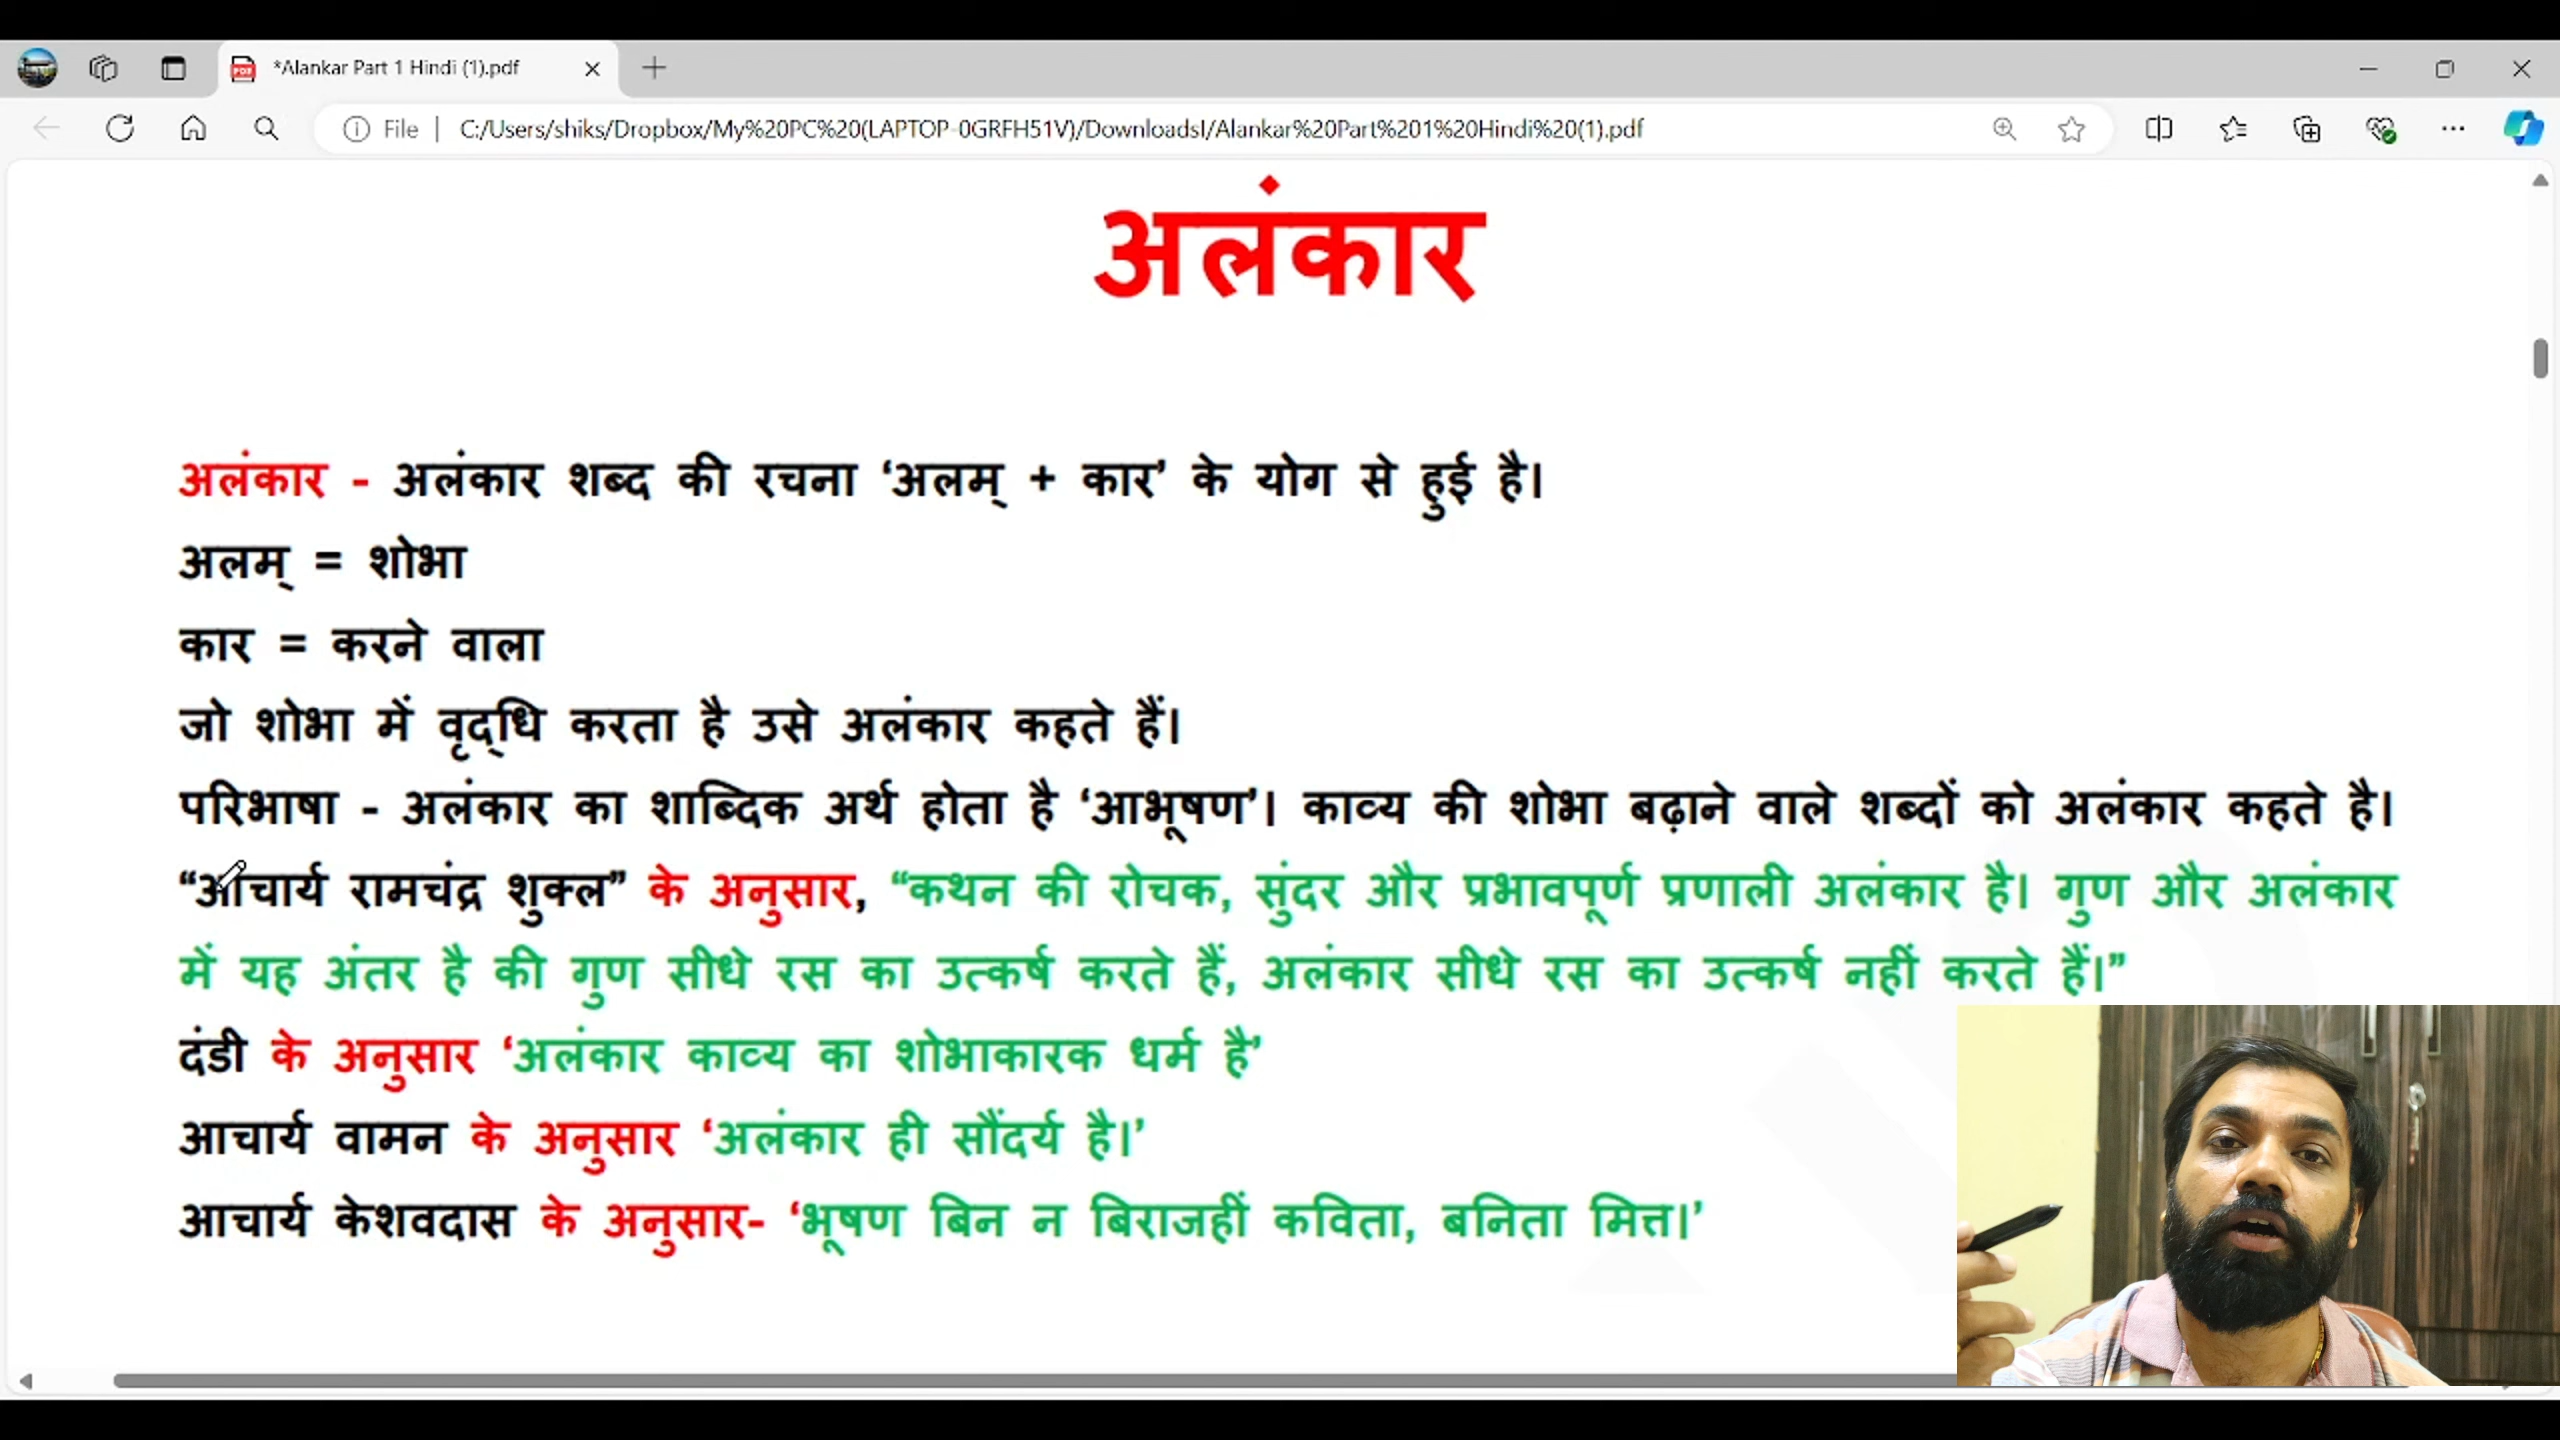 *Alankar Part 1 Hindi (1).pdf
File | C:/Users/shiks/Dropbox/My%20PC%20(LAPTOP-0GRFH51V)/DownloadsI/Alankar%20Part%201%20Hindi%20(1).pdf
अलंकार
अलंकार - अलंकार शब्द की रचना ‘अलम् + कार’ के योग से हुई है।
अलम् = शोभा
कार = करने वाला
जो शोभा में वृद्धि करता है उसे अलंकार कहते हैं।
परिभाषा - अलंकार का शाब्दिक अर्थ होता है ‘आभूषण’। काव्य की शोभा बढ़ाने वाले शब्दों को अलंकार कहते है।
“आचार्य रामचंद्र शुक्ल” के अनुसार, “कथन की रोचक, सुंदर और प्रभावपूर्ण प्रणाली अलंकार है। गुण और अलंकार
में यह अंतर है की गुण सीधे रस का उत्कर्ष करते हैं, अलंकार सीधे रस का उत्कर्ष नहीं करते हैं।”
दंडी के अनुसार ‘अलंकार काव्य का शोभाकारक धर्म है’
आचार्य वामन के अनुसार ‘अलंकार ही सौंदर्य है।’
आचार्य केशवदास के अनुसार- ‘भूषण बिन न बिराजहीं कविता, बनिता मित्त।’